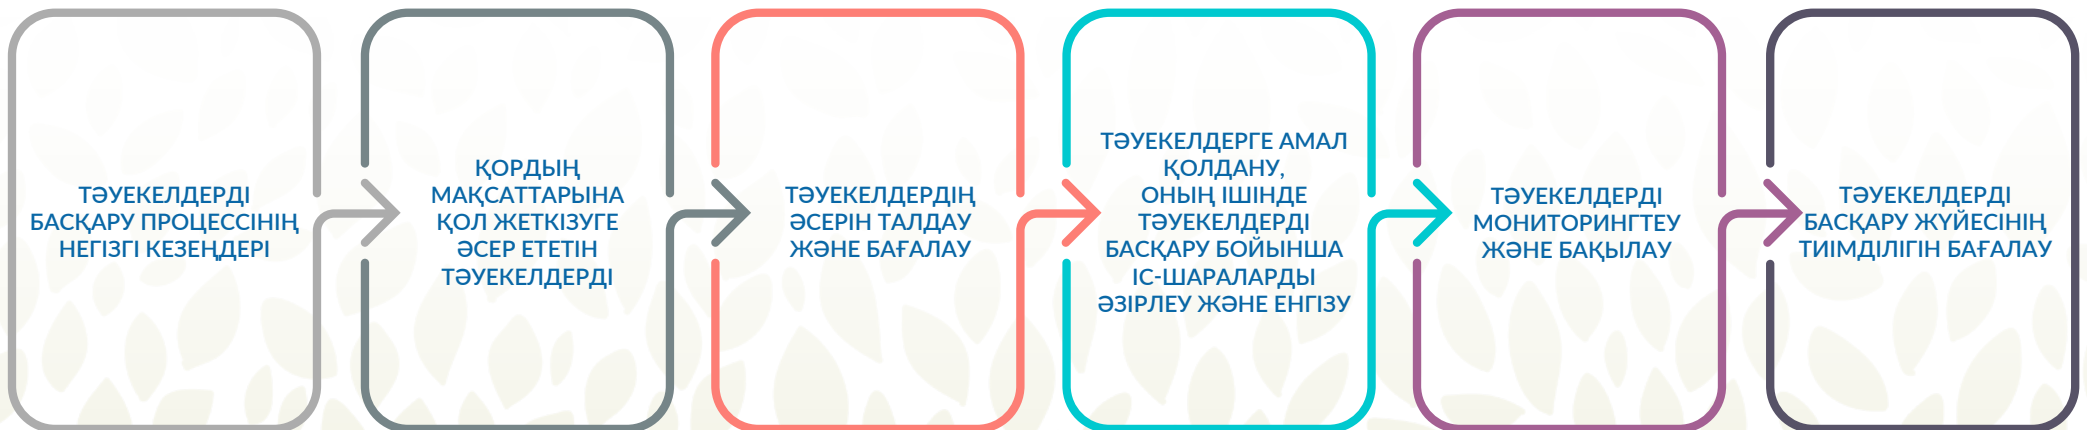 ТӘУЕКЕЛДЕРДІ
БАСҚАРУ ПРОЦЕССІНІҢ
НЕГІЗГІ КЕЗЕҢДЕРІ
ҚОРДЫҢ
МАҚСАТТАРЫНА
ҚОЛ ЖЕТКІЗУГЕ
ӘСЕР ЕТЕТІН
ТӘУЕКЕЛДЕРДІ
ТӘУЕКЕЛДЕРДІҢ
ӘСЕРІН ТАЛДАУ
ЖӘНЕ БАҒАЛАУ
ТӘУЕКЕЛДЕРГЕ АМАЛ
ҚОЛДАНУ,
ОНЫҢ ІШІНДЕ
ТӘУЕКЕЛДЕРДІ
БАСҚАРУ БОЙЫНША
ІС-ШАРАЛАРДЫ
ӘЗІРЛЕУ ЖӘНЕ ЕНГІЗУ
ТӘУЕКЕЛДЕРДІ
МОНИТОРИНГТЕУ
ЖӘНЕ БАҚЫЛАУ
ТӘУЕКЕЛДЕРДІ
БАСҚАРУ ЖҮЙЕСІНІҢ
ТИІМДІЛІГІН БАҒАЛАУ